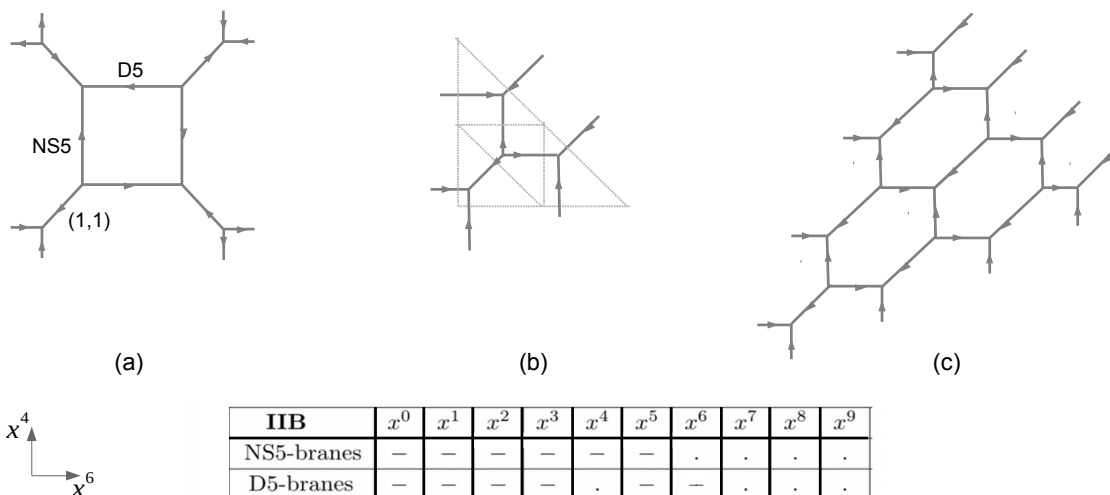 D5
NS5
(1,1)
(a)
(b)
(c)
x⁴
x⁶
IIB x⁰ x¹ x² x³ x⁴ x⁵ x⁶ x⁷ x⁸ x⁹
NS5-branes – – – – – – . . . .
D5-branes – – – – . – – . . .